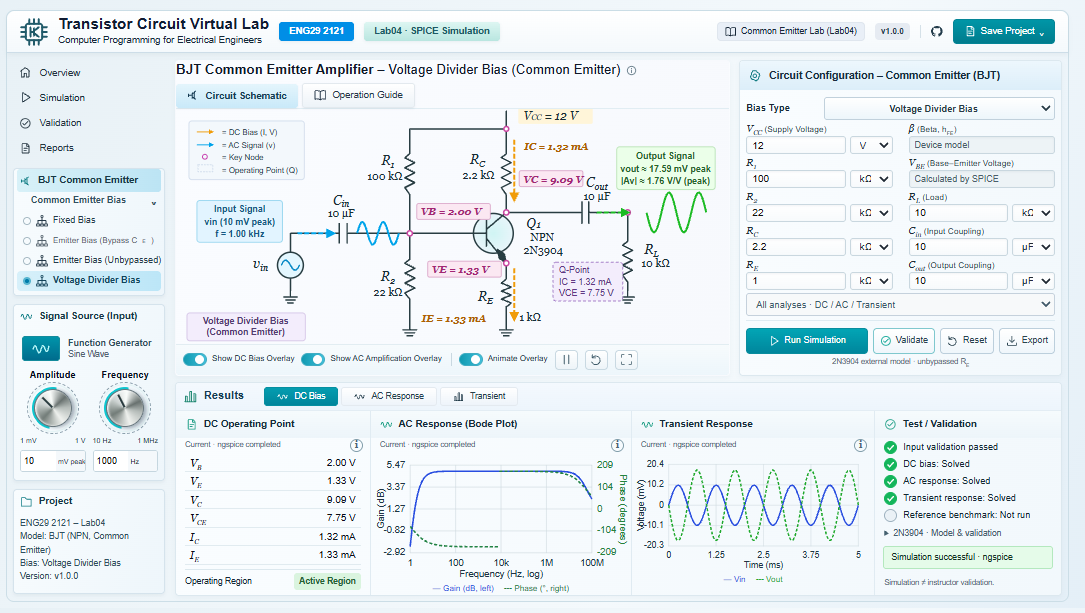 Transistor Circuit Virtual Lab
Computer Programming for Electrical Engineers
ENG29 2121
Lab04 · SPICE Simulation
Common Emitter Lab (Lab04)
v1.0.0
Save Project
Overview
Simulation
Validation
Reports
BJT Common Emitter
Common Emitter Bias
Fixed Bias
Emitter Bias (Bypass C E )
Emitter Bias (Unbypassed)
Voltage Divider Bias
Signal Source (Input)
Function Generator
Sine Wave
Amplitude
Frequency
1 mV
1 V
10 Hz
1 MHz
10
mV peak
1000
Hz
Project
ENG29 2121 – Lab04
Model: BJT (NPN, Common
Emitter)
Bias: Voltage Divider Bias
Version: v1.0.0
BJT Common Emitter Amplifier – Voltage Divider Bias (Common Emitter)
Circuit Schematic
Operation Guide
→ = DC Bias (I, V)
→ = AC Signal (v)
= Key Node
= Operating Point (Q)
VCC = 12 V
IC = 1.32 mA
R1
100 kΩ
RC
2.2 kΩ
VC = 9.09 V
Cout
10 μF
Output Signal
vout ≈ 17.59 mV peak
|Av| ≈ 1.76 V/V (peak)
Input Signal
vin (10 mV peak)
f = 1.00 kHz
Cin
10 μF
VB = 2.00 V
Q1
NPN
2N3904
vin
VE = 1.33 V
R2
22 kΩ
RE
1 kΩ
Q-Point
IC = 1.32 mA
VCE = 7.75 V
RL
10 kΩ
IE = 1.33 mA
Voltage Divider Bias
(Common Emitter)
Show DC Bias Overlay
Show AC Amplification Overlay
Animate Overlay
Circuit Configuration – Common Emitter (BJT)
Bias Type
Voltage Divider Bias
VCC (Supply Voltage)
12
V
β (Beta, hFE)
Device model
R1
100
kΩ
VBE (Base–Emitter Voltage)
Calculated by SPICE
R2
22
kΩ
RL (Load)
10
kΩ
RC
2.2
kΩ
Cin (Input Coupling)
10
μF
RE
1
kΩ
Cout (Output Coupling)
10
μF
All analyses · DC / AC / Transient
Run Simulation
Validate
Reset
Export
2N3904 external model · unbypassed RE
Results
DC Bias
AC Response
Transient
DC Operating Point
Current · ngspice completed
VB 2.00 V
VE 1.33 V
VC 9.09 V
VCE 7.75 V
IC 1.32 mA
IE 1.33 mA
Operating Region
Active Region
AC Response (Bode Plot)
Current · ngspice completed
5.47
3.37
1.27
-0.82
-2.92
Gain (dB)
209
104
0
-104
-209
Phase (degrees)
1
100
10k
1M
100M
Frequency (Hz, log)
— Gain (dB, left)
--- Phase (°, right)
Transient Response
Current · ngspice completed
20.4
10.2
0
-10.1
-20.3
Voltage (mV)
0
1.25
2.5
3.75
5
Time (ms)
— Vin
--- Vout
Test / Validation
Input validation passed
DC bias: Solved
AC response: Solved
Transient response: Solved
Reference benchmark: Not run
▸ 2N3904 · Model & validation
Simulation successful · ngspice
Simulation ≠ instructor validation.